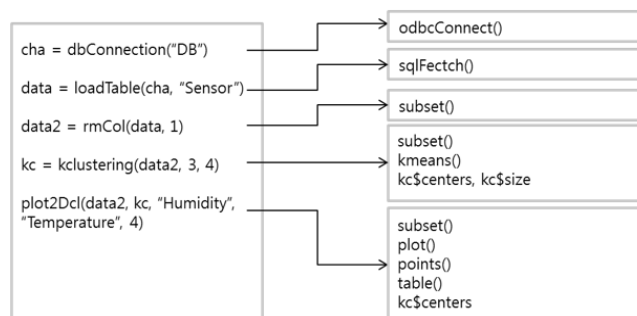 cha = dbConnection("DB")
data = loadTable(cha, "Sensor")
data2 = rmCol(data, 1)
kc = kclustering(data2, 3, 4)
plot2Dcl(data2, kc, "Humidity",
"Temperature", 4)
odbcConnect()
sqlFectch()
subset()
subset()
kmeans()
kc$centers, kc$size
subset()
plot()
points()
table()
kc$centers